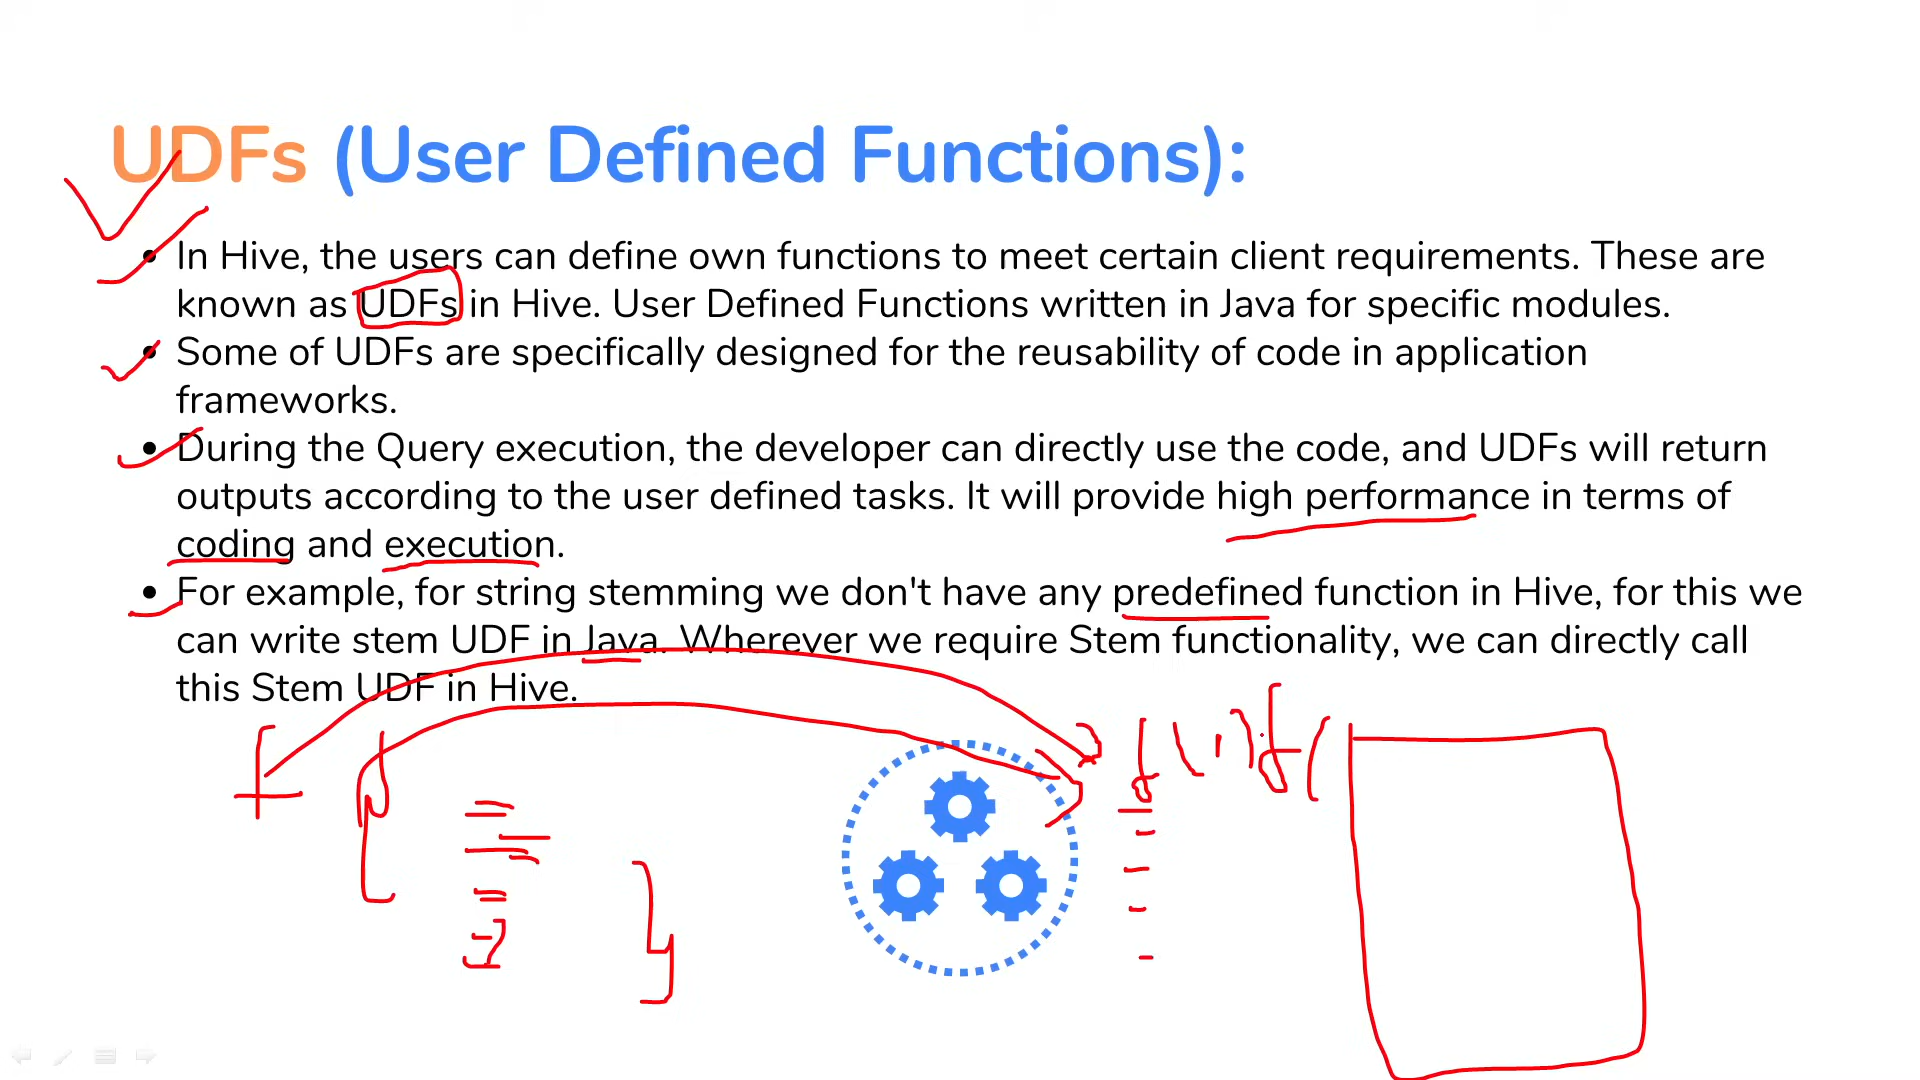 UDFs (User Defined Functions):
• In Hive, the users can define own functions to meet certain client requirements. These are
known as UDFs in Hive. User Defined Functions written in Java for specific modules.
• Some of UDFs are specifically designed for the reusability of code in application
frameworks.
• During the Query execution, the developer can directly use the code, and UDFs will return
outputs according to the user defined tasks. It will provide high performance in terms of
coding and execution.
• For example, for string stemming we don't have any predefined function in Hive, for this we
can write stem UDF in Java. Wherever we require Stem functionality, we can directly call
this Stem UDF in Hive.